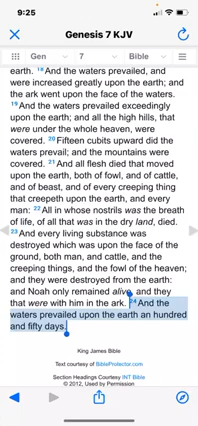 9:25
Genesis 7 KJV
Gen 7 Bible
earth. 18 And the waters prevailed, and
were increased greatly upon the earth; and
the ark went upon the face of the waters.
19 And the waters prevailed exceedingly
upon the earth; and all the high hills, that
were under the whole heaven, were
covered. 20 Fifteen cubits upward did the
waters prevail; and the mountains were
covered. 21 And all flesh died that moved
upon the earth, both of fowl, and of cattle,
and of beast, and of every creeping thing
that creepeth upon the earth, and every
man: 22 All in whose nostrils was the breath
of life, of all that was in the dry land, died.
23 And every living substance was
destroyed which was upon the face of the
ground, both man, and cattle, and the
creeping things, and the fowl of the heaven;
and they were destroyed from the earth:
and Noah only remained alive, and they
that were with him in the ark. 24 And the
waters prevailed upon the earth an hundred
and fifty days.
King James Bible
Text courtesy of BibleProtector.com
Section Headings Courtesy INT Bible
© 2012, Used by Permission